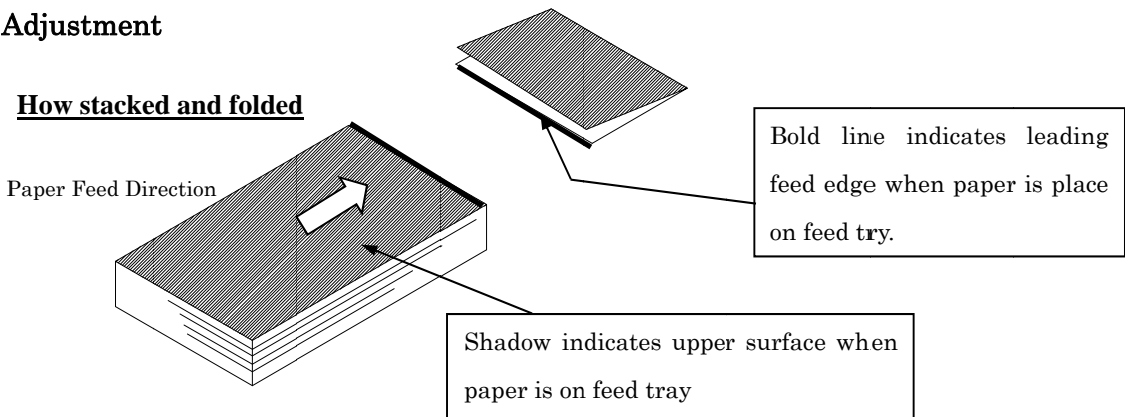 Adjustment
How stacked and folded
Paper Feed Direction
Bold line indicates leading
feed edge when paper is place
on feed try.
Shadow indicates upper surface when
paper is on feed tray